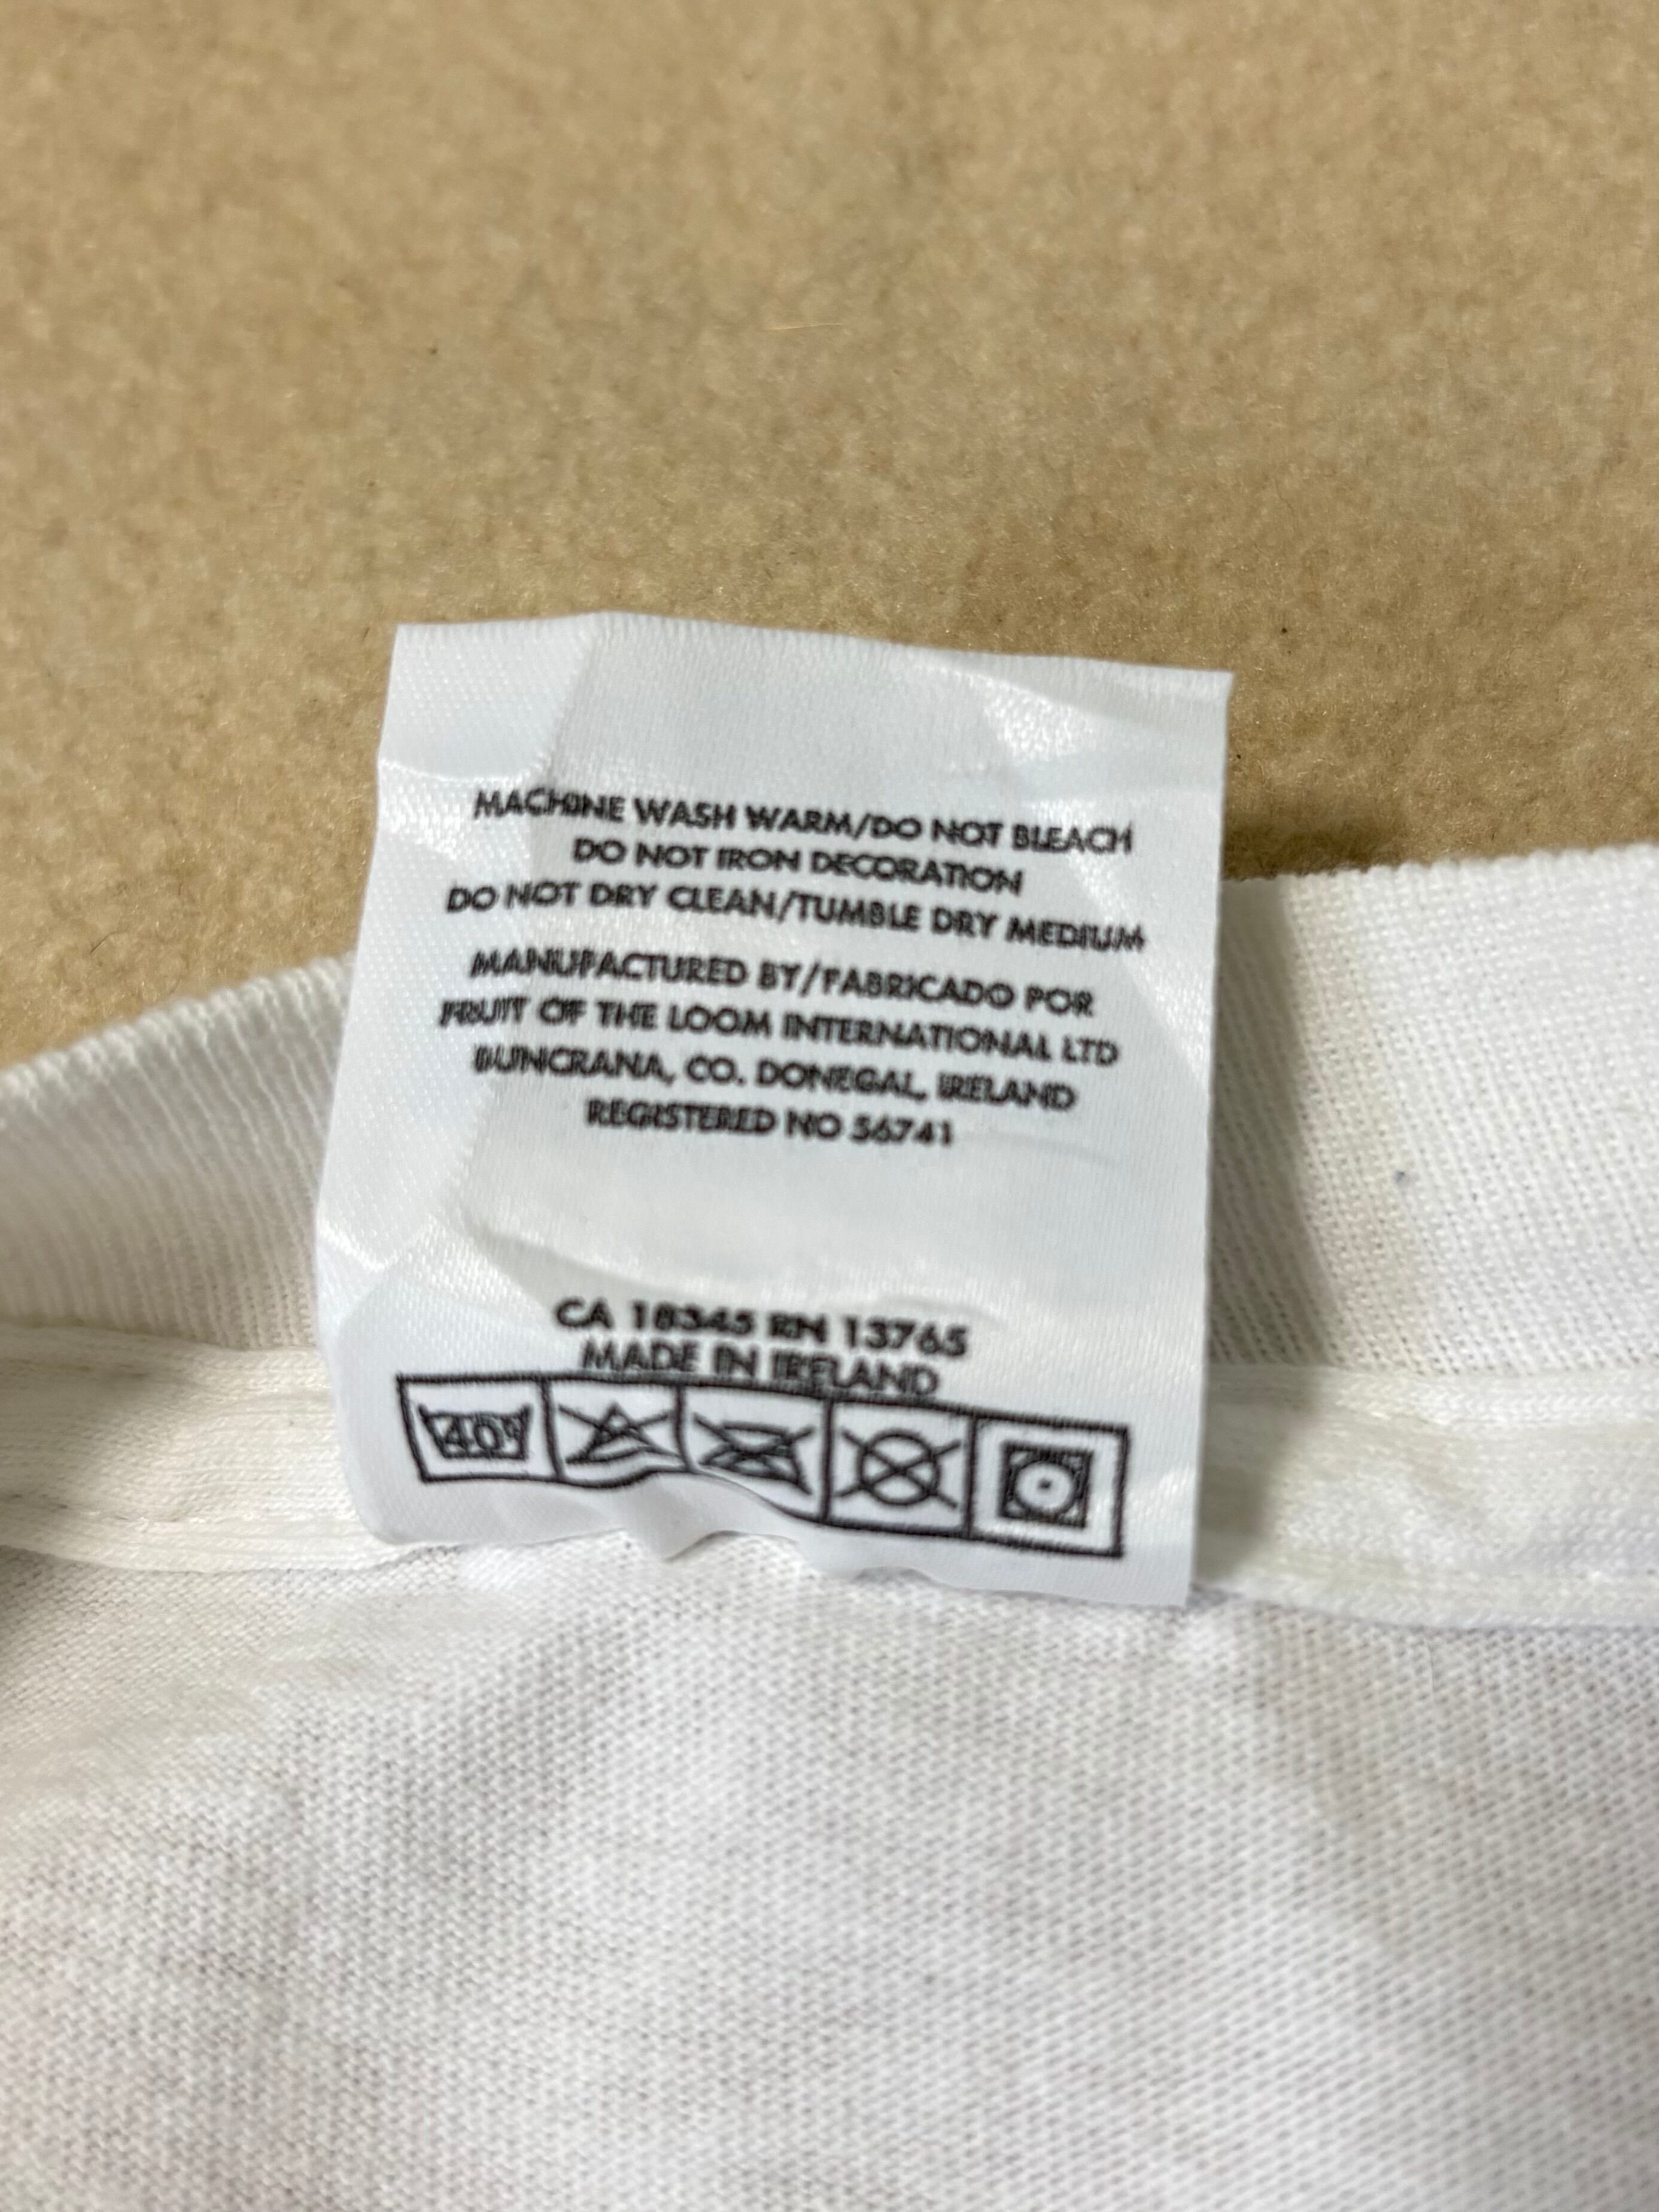 MACHINE WASH WARM/DO NOT BLEACH
DO NOT IRON DECORATION
DO NOT DRY CLEAN/TUMBLE DRY MEDIUM
MANUFACTURED BY/FABRICADO POR
FRUIT OF THE LOOM INTERNATIONAL LTD
BUNCRANA, CO. DONEGAL, IRELAND
REGISTERED NO 56741
CA 18345 RN 13765
MADE IN IRELAND
40°